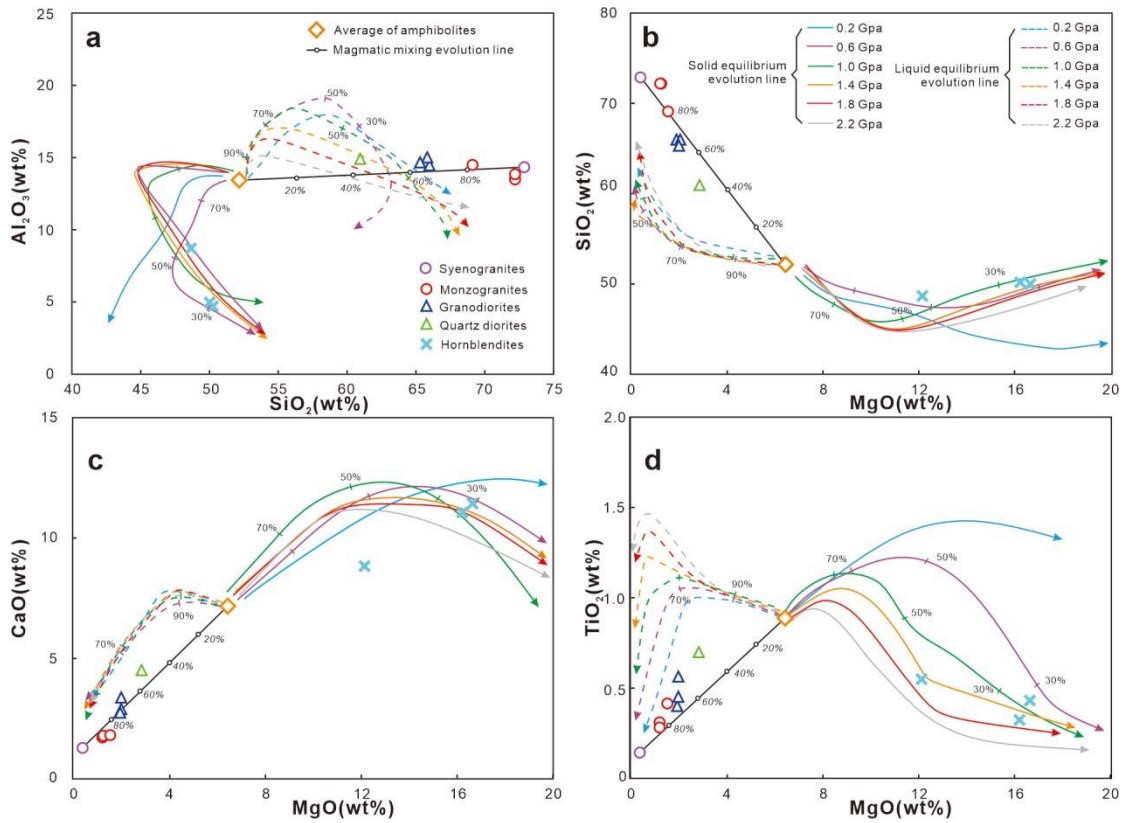 a
Average of amphibolites
Magmatic mixing evolution line
Al₂O₃(wt%)
25
20
15
10
5
0
50%
70%
30%
50%
90%
20%
40%
60%
80%
70%
50%
30%
Syenogranites
Monzogranites
Granodiorites
Quartz diorites
Hornblendites
40
45
50
55
60
65
70
75
SiO₂(wt%)
b
Solid equilibrium
evolution line
0.2 Gpa
0.6 Gpa
1.0 Gpa
1.4 Gpa
1.8 Gpa
2.2 Gpa
Liquid equilibrium
evolution line
0.2 Gpa
0.6 Gpa
1.0 Gpa
1.4 Gpa
1.8 Gpa
2.2 Gpa
SiO₂(wt%)
80
70
60
50
40
80%
60%
40%
20%
50%
70%
90%
70%
50%
30%
0
4
8
12
16
20
MgO(wt%)
c
CaO(wt%)
15
10
5
0
50%
30%
70%
90%
70%
20%
40%
60%
80%
0
4
8
12
16
20
MgO(wt%)
d
TiO₂(wt%)
2.0
1.5
1.0
0.5
0
90%
70%
70%
50%
50%
30%
30%
20%
40%
60%
80%
0
4
8
12
16
20
MgO(wt%)